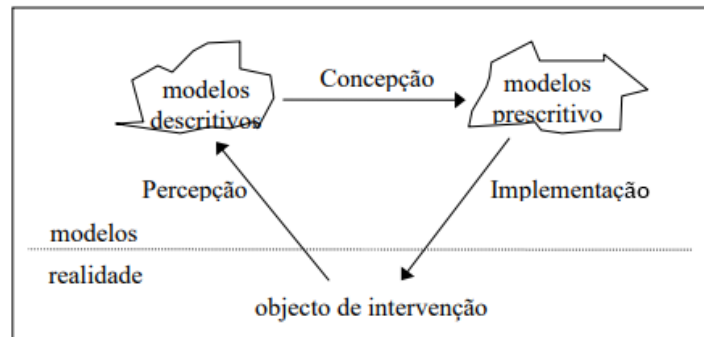 Concepção
modelos
descritivos
modelos
prescritivo
Percepção
Implementação
modelos
realidade
objecto de intervenção